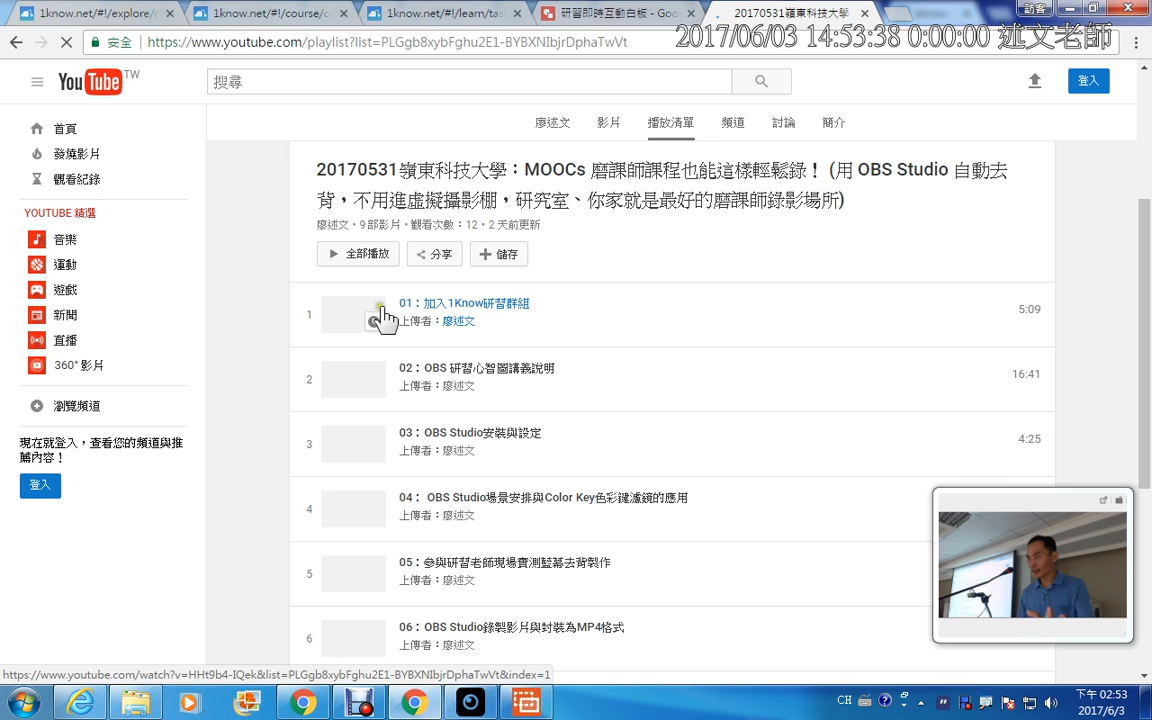 1know.net/#!/explore/
1know.net/#!/course/c
1know.net/#!/learn/tas
研習即時互動白板 - Goo
20170531嶺東科技大學
訪客
安全 https://www.youtube.com/playlist?list=PLGgb8xybFghu2E1-BYBXNIbjrDphaTwVt
2017/06/03 14:53:38 0:00:00 述文老師
YouTube TW
搜尋
登入
首頁
發燒影片
觀看紀錄
YOUTUBE 精選
音樂
運動
遊戲
新聞
直播
360° 影片
瀏覽頻道
現在就登入，查看您的頻道與推
薦內容！
登入
廖述文 影片 播放清單 頻道 討論 簡介
20170531嶺東科技大學：MOOCs 磨課師課程也能這樣輕鬆錄！ (用 OBS Studio 自動去
背，不用進虛擬攝影棚，研究室、你家就是最好的磨課師錄影場所)
廖述文・9 部影片・觀看次數：12・2 天前更新
全部播放 分享 儲存
1 01：加入1Know研習群組 5:09
上傳者：廖述文
2 02：OBS 研習心智圖講義說明 16:41
上傳者：廖述文
3 03：OBS Studio安裝與設定 4:25
上傳者：廖述文
4 04： OBS Studio場景安排與Color Key色彩鍵濾鏡的應用
上傳者：廖述文
5 05：參與研習老師現場實測藍幕去背製作
上傳者：廖述文
6 06：OBS Studio錄製影片與封裝為MP4格式
上傳者：廖述文
https://www.youtube.com/watch?v=HHt9b4-IQek&list=PLGgb8xybFghu2E1-BYBXNIbjrDphaTwVt&index=1
CH
下午 02:53
2017/6/3